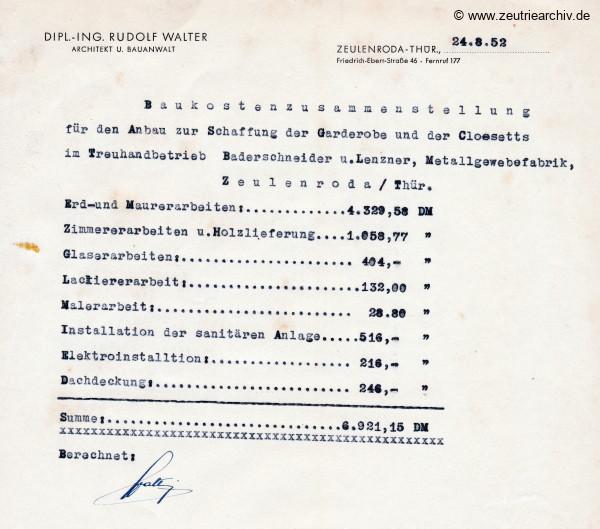 © www.zeutriearchiv.de
DIPL.-ING. RUDOLF WALTER
ARCHITEKT U. BAUANWALT
ZEULENRODA-THÜR., 24.8.52
Friedrich-Ebert-Straße 46 · Fernruf 177
Baukostenzusammenstellung
für den Anbau zur Schaffung der Garderobe und der Closetts
im Treuhandbetrieb Baderschneider u.Lenzner, Metallgewebefabrik,
Zeulenroda/Thür.
Erd-und Maurerarbeiten:.............4.329,58 DM
Zimmererarbeiten u.Holzlieferung....1.058,77 "
Glaserarbeiten:..................... 404,- "
Lackiererarbeit:.....................132,00 "
Malerarbeit:........................ 28.80 "
Installation der sanitären Anlage.....516,- "
Elektroinstalltion:................. 216,- "
Dachdeckung:........................ 246,- "
Summe:..............................6.921,15 DM
xxxxxxxxxxxxxxxxxxxxxxxxxxxxxxxxxxxxxxxxxxxxxxxx
Berechnet: